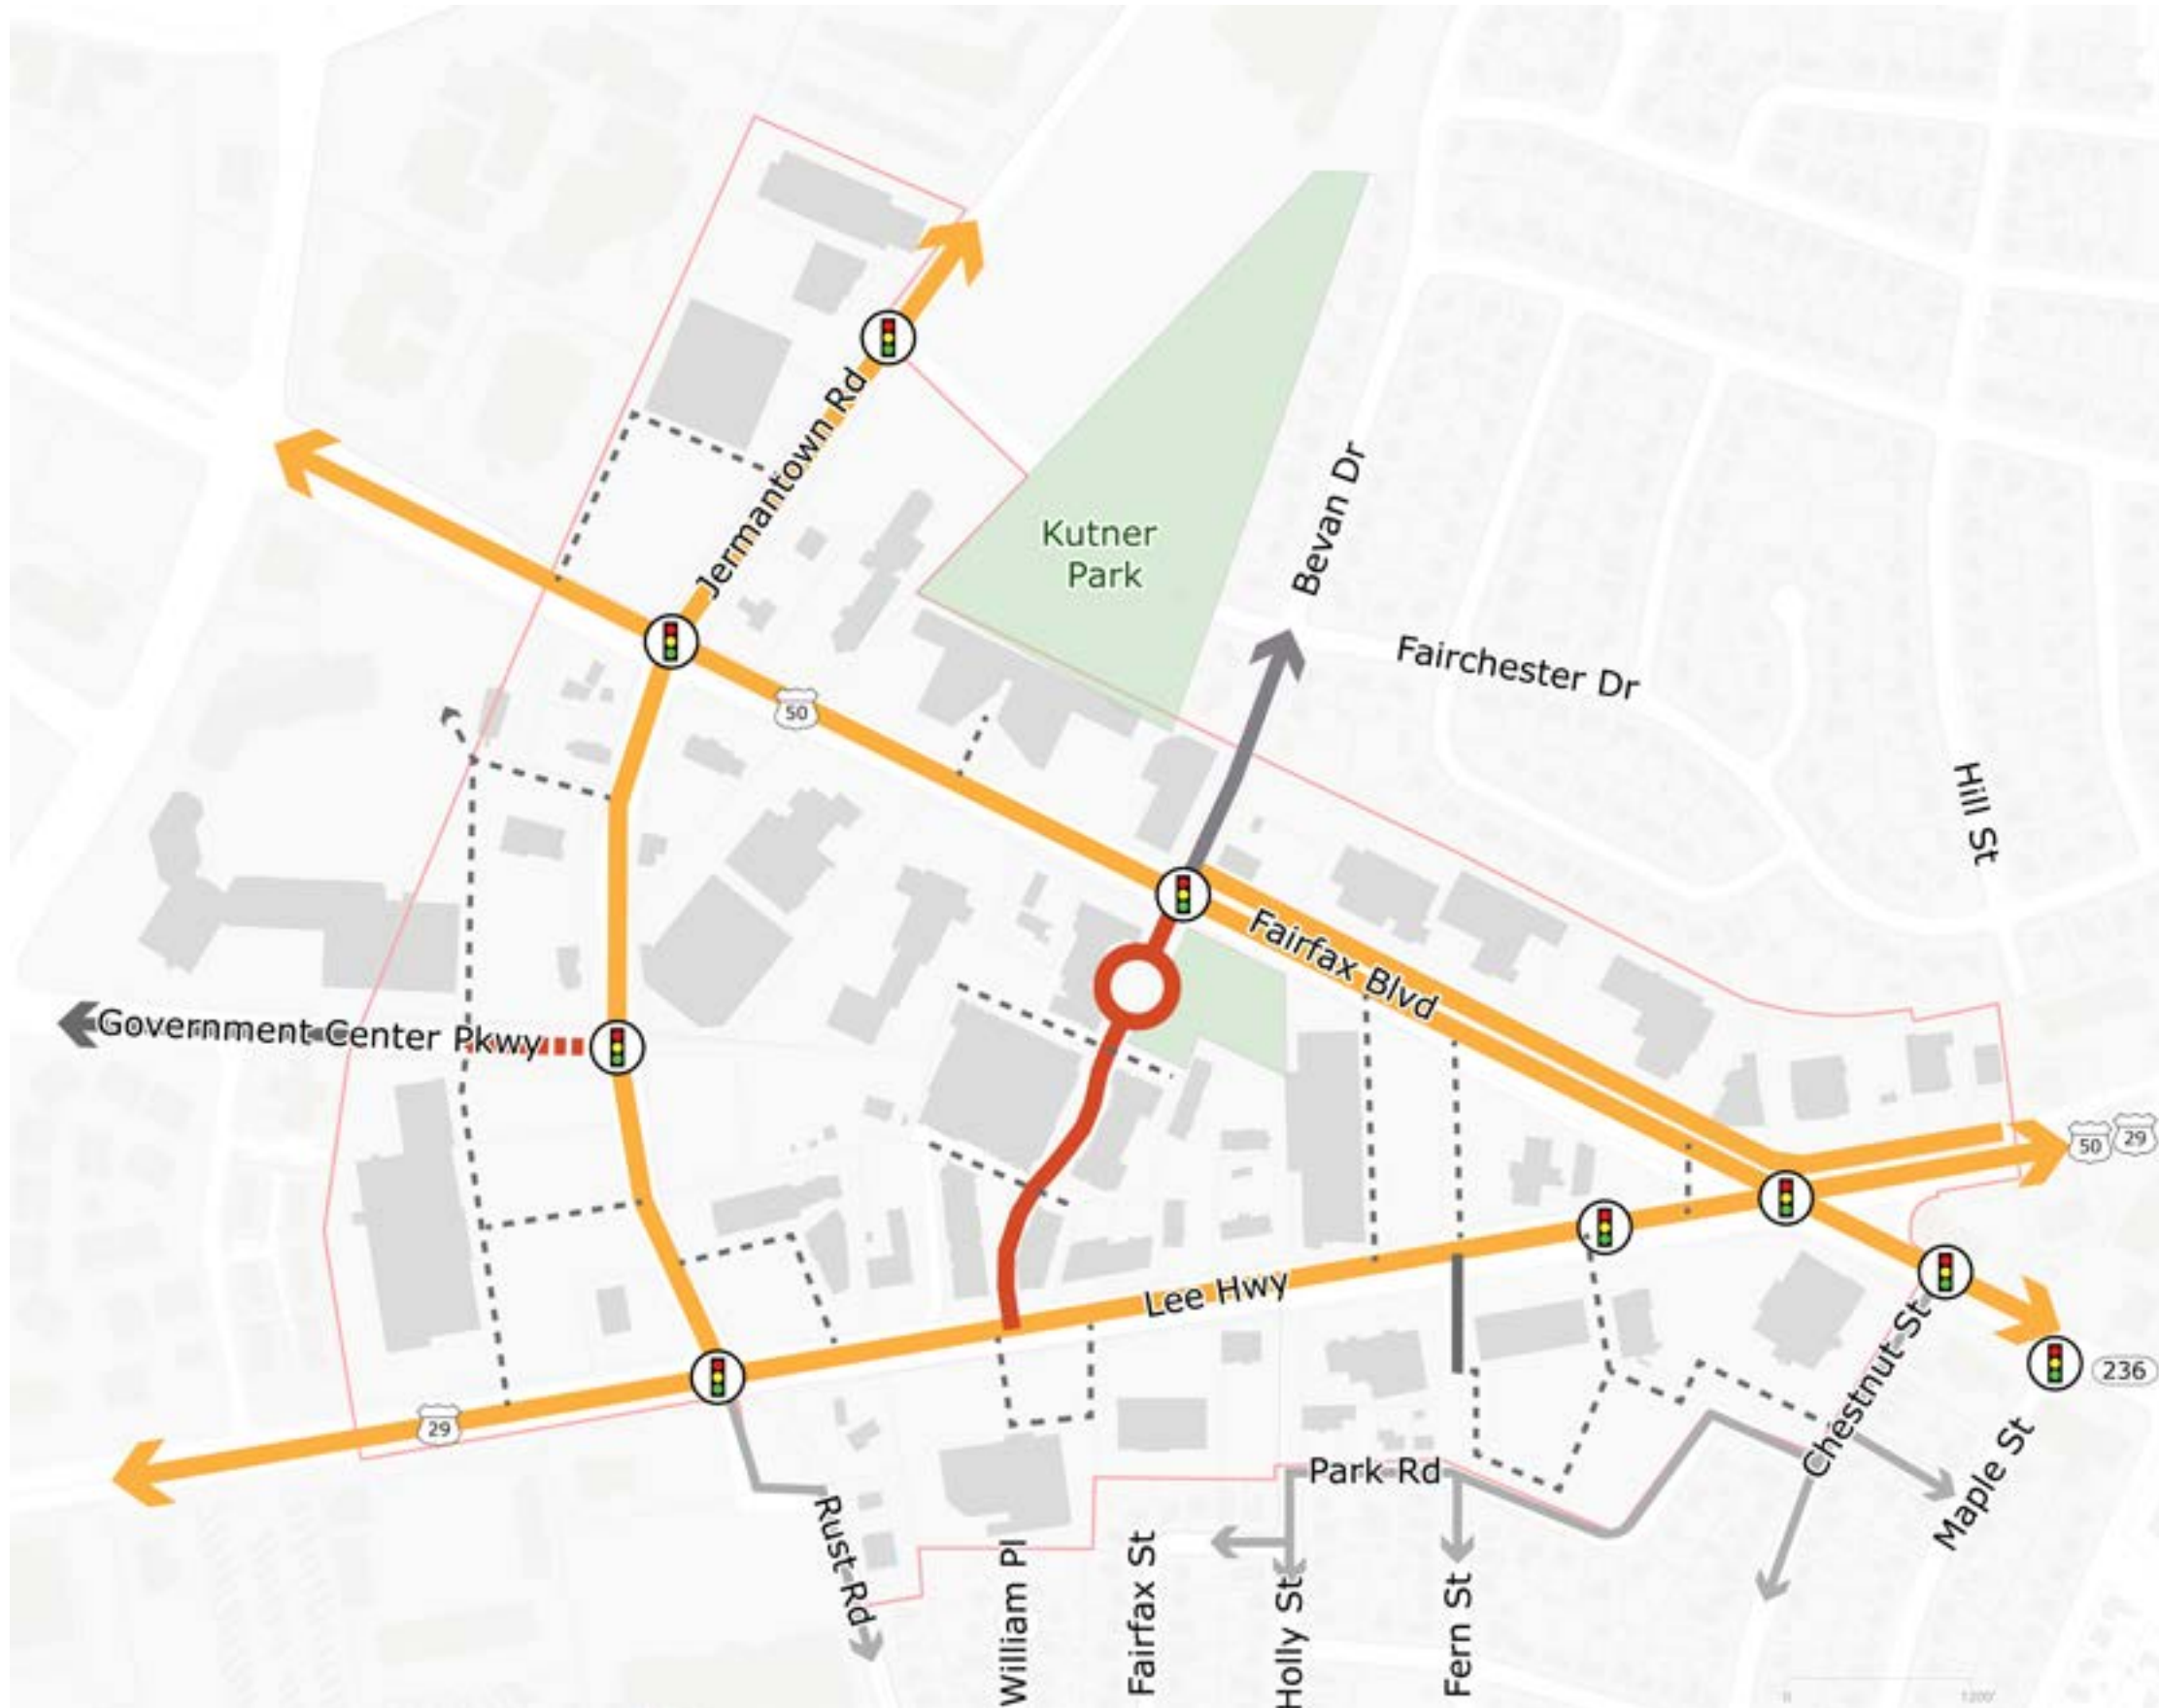 Jermantown Rd
Kutner
Park
Bevan Dr
Fairchester Dr
50
Hill St
Fairfax Blvd
Government Center Pkwy
50
29
Lee Hwy
236
29
Chestnut St
Park Rd
Maple St
Rust Rd
William Pl
Fairfax St
Holly St
Fern St
0
1200'